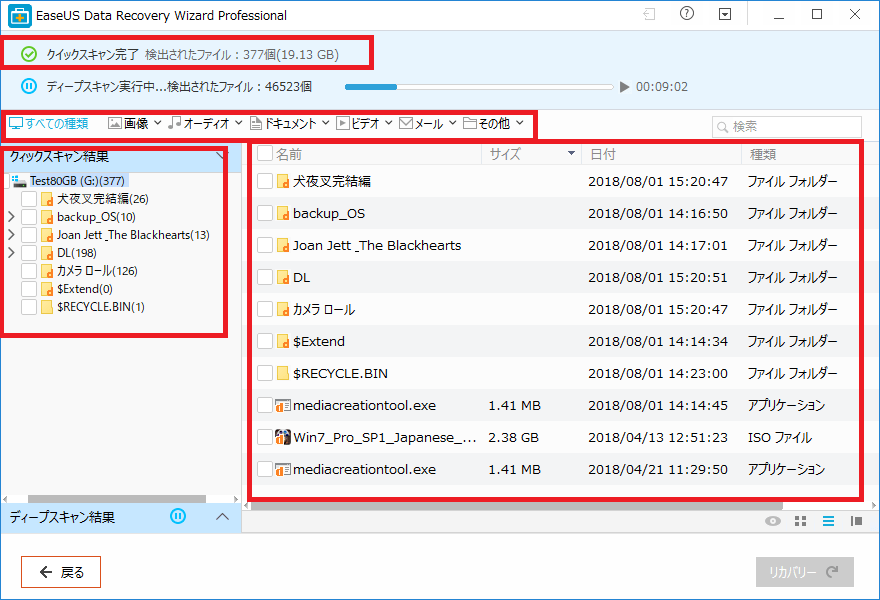 EaseUS Data Recovery Wizard Professional
クイックスキャン完了 検出されたファイル：377個(19.13 GB)
ディープスキャン実行中...検出されたファイル：46523個 00:09:02
すべての種類 画像 オーディオ ドキュメント ビデオ メール その他 検索
クィックスキャン結果
Test80GB (G:)(377)
犬夜叉完結編(26)
backup_OS(10)
Joan Jett _The Blackhearts(13)
DL(198)
カメラ ロール(126)
$Extend(0)
$RECYCLE.BIN(1)
名前 サイズ 日付 種類
犬夜叉完結編 2018/08/01 15:20:47 ファイル フォルダー
backup_OS 2018/08/01 14:16:50 ファイル フォルダー
Joan Jett _The Blackhearts 2018/08/01 14:17:01 ファイル フォルダー
DL 2018/08/01 15:20:51 ファイル フォルダー
カメラ ロール 2018/08/01 15:20:47 ファイル フォルダー
$Extend 2018/08/01 14:14:34 ファイル フォルダー
$RECYCLE.BIN 2018/08/01 14:23:00 ファイル フォルダー
mediacreationtool.exe 1.41 MB 2018/08/01 14:14:45 アプリケーション
Win7_Pro_SP1_Japanese_... 2.38 GB 2018/04/13 12:51:23 ISO ファイル
mediacreationtool.exe 1.41 MB 2018/04/21 11:29:50 アプリケーション
ディープスキャン結果
戻る
リカバリー